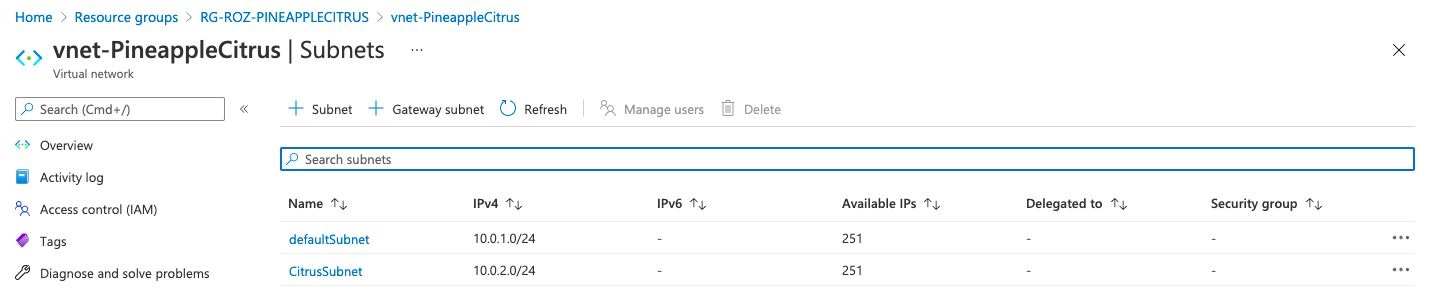 Home > Resource groups > RG-ROZ-PINEAPPLECITRUS > vnet-PineappleCitrus
vnet-PineappleCitrus | Subnets ...
Virtual network
Search (Cmd+/) «
+ Subnet + Gateway subnet Refresh Manage users Delete
Overview
Activity log
Access control (IAM)
Tags
Diagnose and solve problems
Search subnets
Name ↑↓ IPv4 ↑↓ IPv6 ↑↓ Available IPs ↑↓ Delegated to ↑↓ Security group ↑↓
defaultSubnet 10.0.1.0/24 - 251 - - ...
CitrusSubnet 10.0.2.0/24 - 251 - - ...